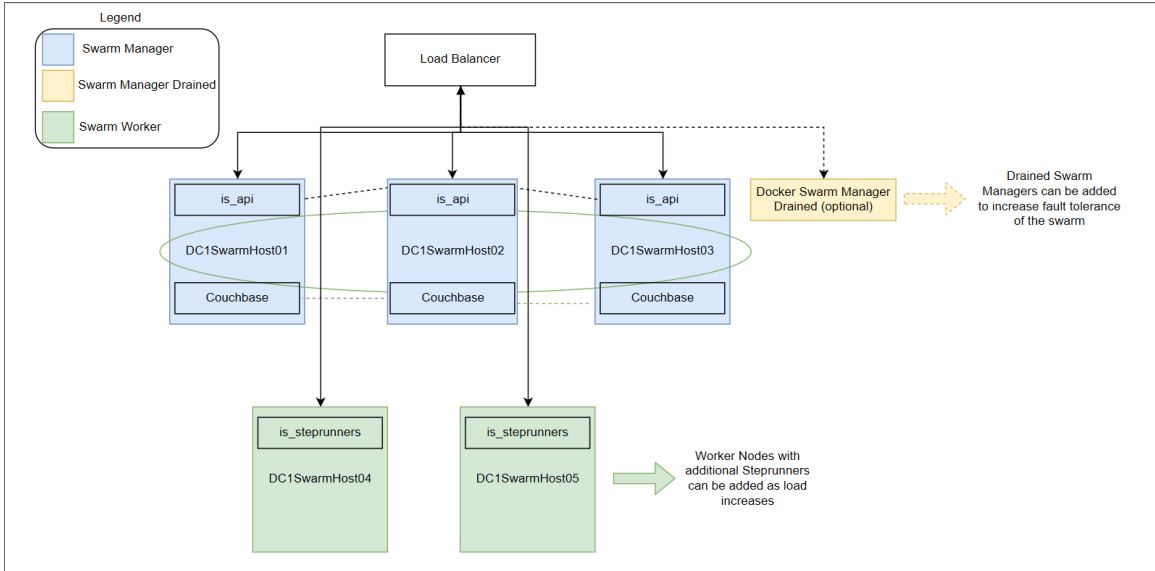 Legend
Swarm Manager
Swarm Manager Drained
Swarm Worker
Load Balancer
is_api
is_api
is_api
Docker Swarm Manager
Drained (optional)
Drained Swarm
Managers can be added
to increase fault tolerance
of the swarm
DC1SwarmHost01
DC1SwarmHost02
DC1SwarmHost03
Couchbase
Couchbase
Couchbase
is_steprunners
is_steprunners
DC1SwarmHost04
DC1SwarmHost05
Worker Nodes with
additional Steprunners
can be added as load
increases